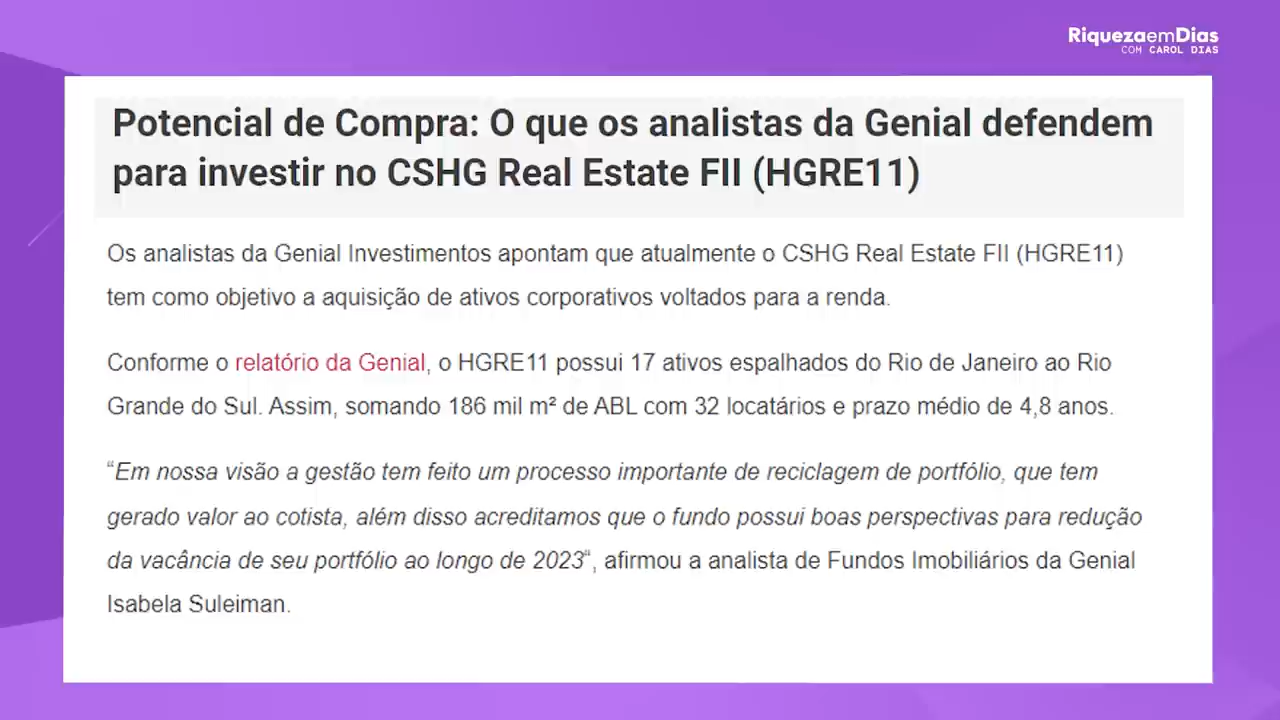 RiquezaemDias
COM CAROL DIAS
Potencial de Compra: O que os analistas da Genial defendem
para investir no CSHG Real Estate FII (HGRE11)
Os analistas da Genial Investimentos apontam que atualmente o CSHG Real Estate FII (HGRE11)
tem como objetivo a aquisição de ativos corporativos voltados para a renda.
Conforme o relatório da Genial, o HGRE11 possui 17 ativos espalhados do Rio de Janeiro ao Rio
Grande do Sul. Assim, somando 186 mil m² de ABL com 32 locatários e prazo médio de 4,8 anos.
“Em nossa visão a gestão tem feito um processo importante de reciclagem de portfólio, que tem
gerado valor ao cotista, além disso acreditamos que o fundo possui boas perspectivas para redução
da vacância de seu portfólio ao longo de 2023“, afirmou a analista de Fundos Imobiliários da Genial
Isabela Suleiman.